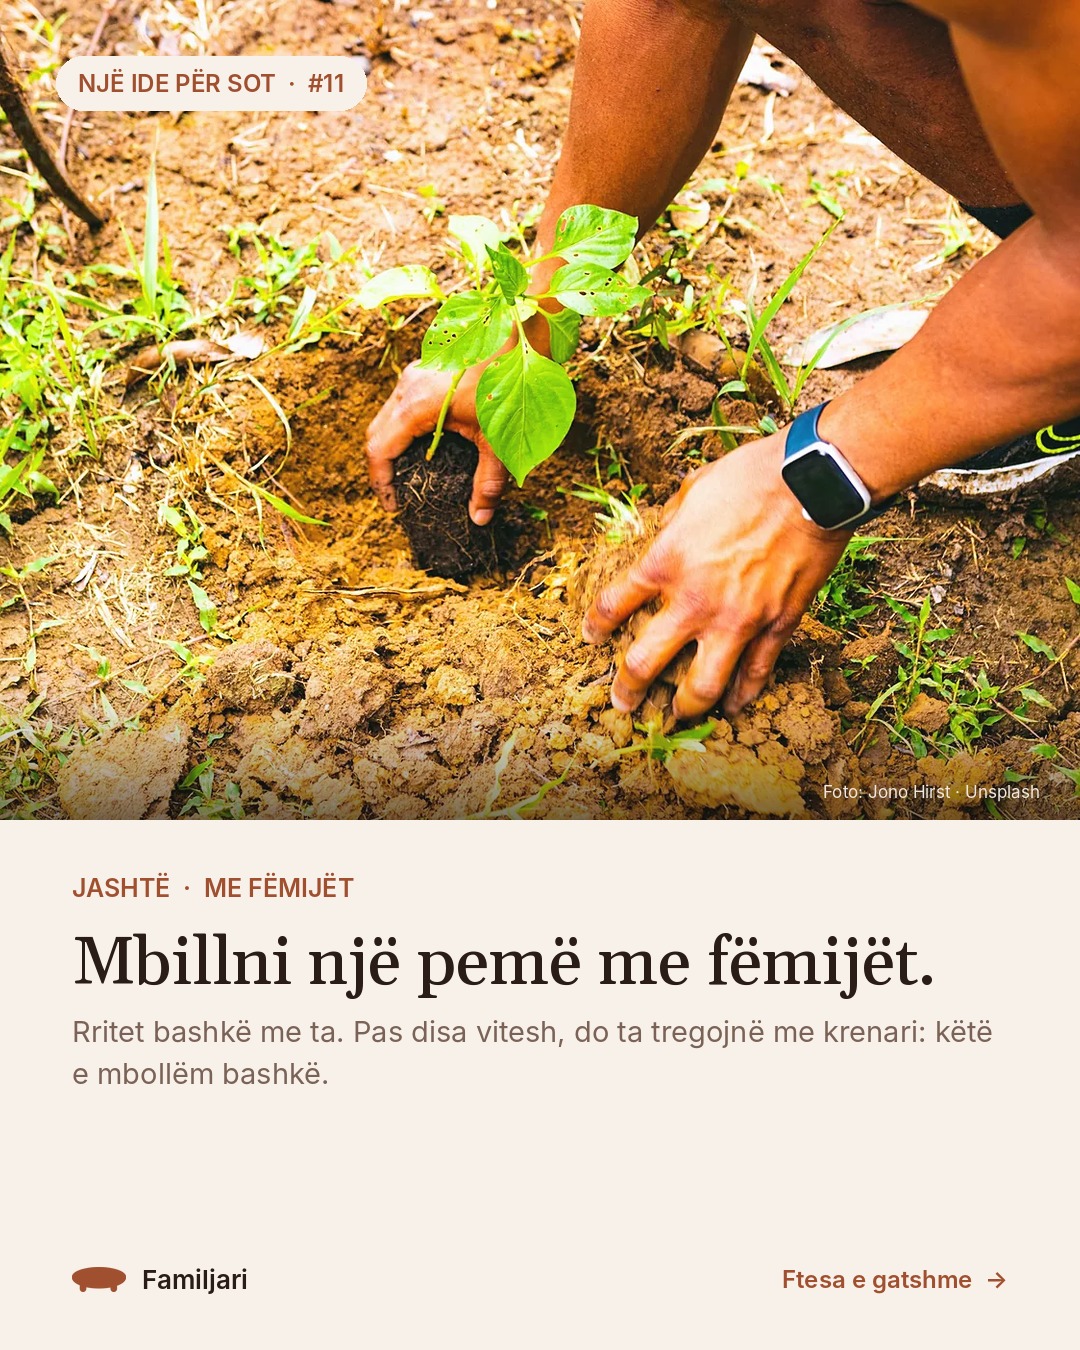 NJË IDE PËR SOT · #11
Foto: Jono Hirst · Unsplash
JASHTË · ME FËMIJËT
Mbillni një pemë me fëmijët.
Rritet bashkë me ta. Pas disa vitesh, do ta tregojnë me krenari: këtë
e mbollëm bashkë.
Familjari
Ftesa e gatshme →